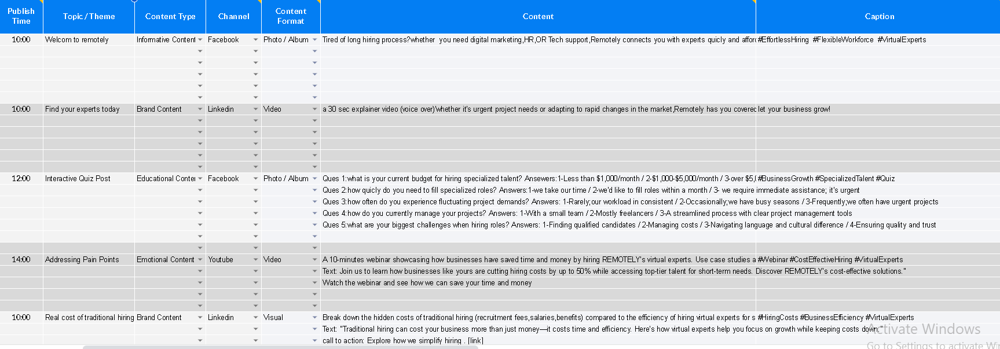 Publish Time Topic / Theme Content Type Channel Content Format Content Caption
10:00 Welcom to remotely Informative Content Facebook Photo / Album Tired of long hiring process?whether you need digital marketing,HR,OR Tech support,Remotely connects you with experts quicly and affor #EffortlessHiring #FlexibleWorkforce #VirtualExperts
10:00 Find your experts today Brand Content Linkedin Video a 30 sec explainer video (voice over)'Whether it's urgent project needs or adapting to rapid changes in the market,Remotely has you covered let your business grow!
12:00 Interactive Quiz Post Educational Conte Facebook Photo / Album Ques 1:what is your current budget for hiring specialized talent? Ansewers:1-Less than $1,000/month / 2-$1,000-$5,000/month / 3-over $5,( #BusinessGrowth #SpecializedTalent #Quiz
Ques 2:how quickly do you need to fill specialized roles? Answers:1-we take our time / 2-we'd like to fill roles within a month / 3- we require immediate assistance; it's urgent
Ques 3:how often do you experience fluctuating project demands? Answers: 1-Rarely;our workload in consistent / 2-Occasionally;we have busy seasons / 3-Frequently;we often have urgent projects
Ques 4:how do you currently manage your projects? Answers: 1-With a small team / 2-Mostly freelancers / 3-A streamlined process with clear project management tools
Ques 5:what are your biggest challenges when hiring roles? Answers: 1-Finding qualified candidates / 2-Managing costs / 3-Navigating language and cultural difference / 4-Ensuring quality and trust
14:00 Addressing Pain Points Emotional Content Youtube Video A 10-minutes webinar showcasing how businesses have saved time and money by hiring REMOTELY's virtual experts. Use case studies a #Webinar #CostEffectiveHiring #VirtualExperts
Text: Join us to learn how businesses like yours are cutting hiring costs by up to 50% while accessing top-tier talent for short-term needs. Discover REMOTELY's cost-effective solutions."
Watch the webinar and see how we can save your time and money
10:00 Real cost of traditional hiring Brand Content Linkedin Visual Break down the hidden costs of traditional hiring (recruitment fees,salaries,benefits) compared to the efficiency of hiring virtual experts for s #HiringCosts #BusinessEfficiency #VirtualExperts
Text: "Traditional hiring can cost your business more than just money—it costs time and efficiency. Here's how virtual experts help you focus on growth while keeping costs down."
call to action: Explore how we simplify hiring . [link]
Activate Windows
Go to Settings to activate Wi